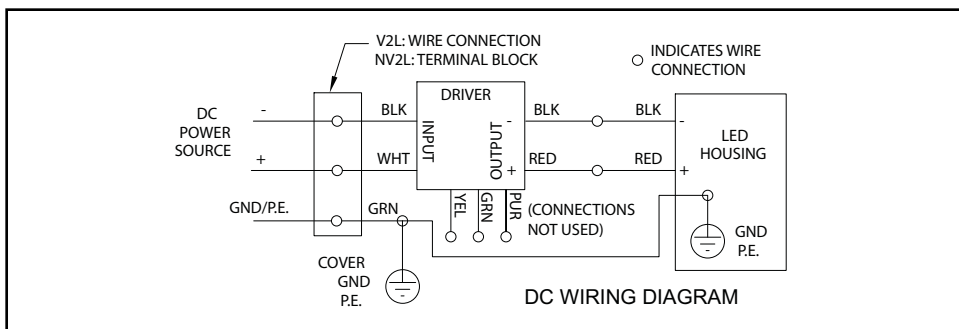 V2L: WIRE CONNECTION
NV2L: TERMINAL BLOCK
INDICATES WIRE
CONNECTION
DC
POWER
SOURCE
-
+
GND/P.E.
BLK
WHT
GRN
DRIVER
INPUT
OUTPUT
-
+
BLK
RED
BLK
RED
-
+
LED
HOUSING
YEL
GRN
PUR
(CONNECTIONS
NOT USED)
GND
P.E.
COVER
GND
P.E.
DC WIRING DIAGRAM